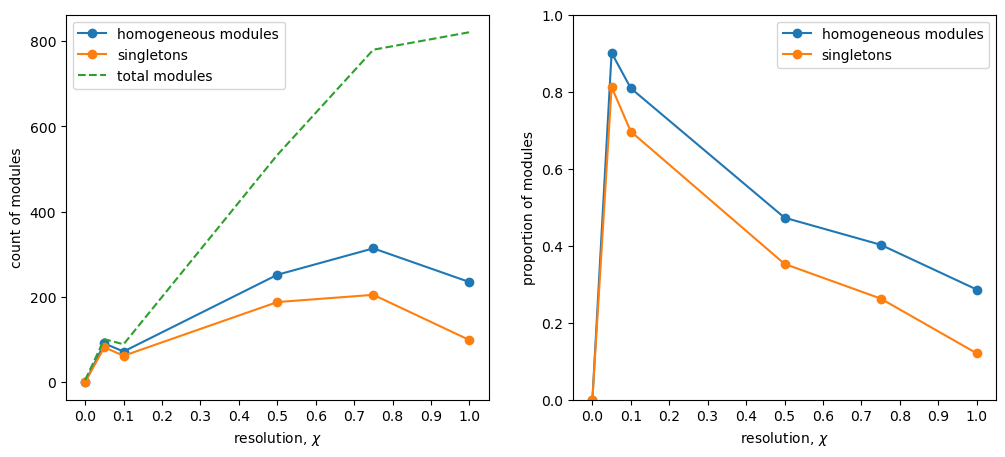 homogeneous modules
singletons
total modules
count of modules
800
600
400
200
0
0.0 0.1 0.2 0.3 0.4 0.5 0.6 0.7 0.8 0.9 1.0
resolution, χ
homogeneous modules
singletons
proportion of modules
1.0
0.8
0.6
0.4
0.2
0.0
0.0 0.1 0.2 0.3 0.4 0.5 0.6 0.7 0.8 0.9 1.0
resolution, χ